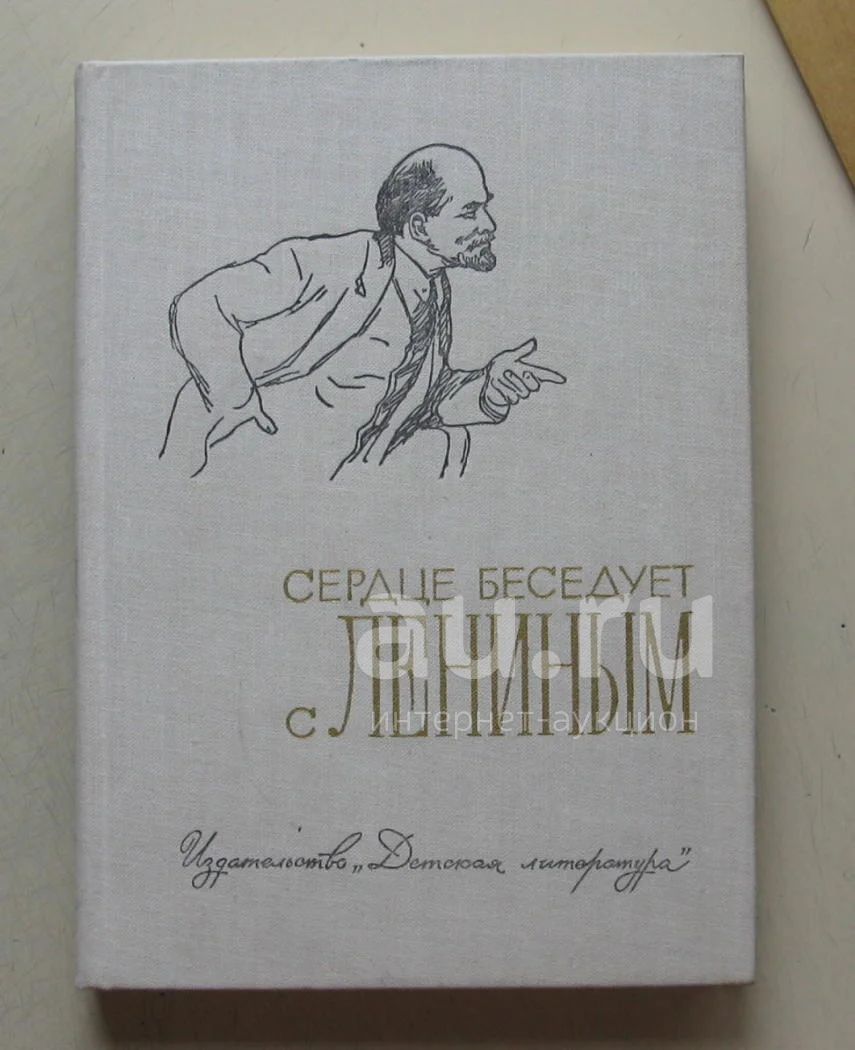 СЕРДЦЕ БЕСЕДУЕТ
с ЛЕНИНЫМ
au.ru
интернет-аукцион
Издательство „Детская литература"